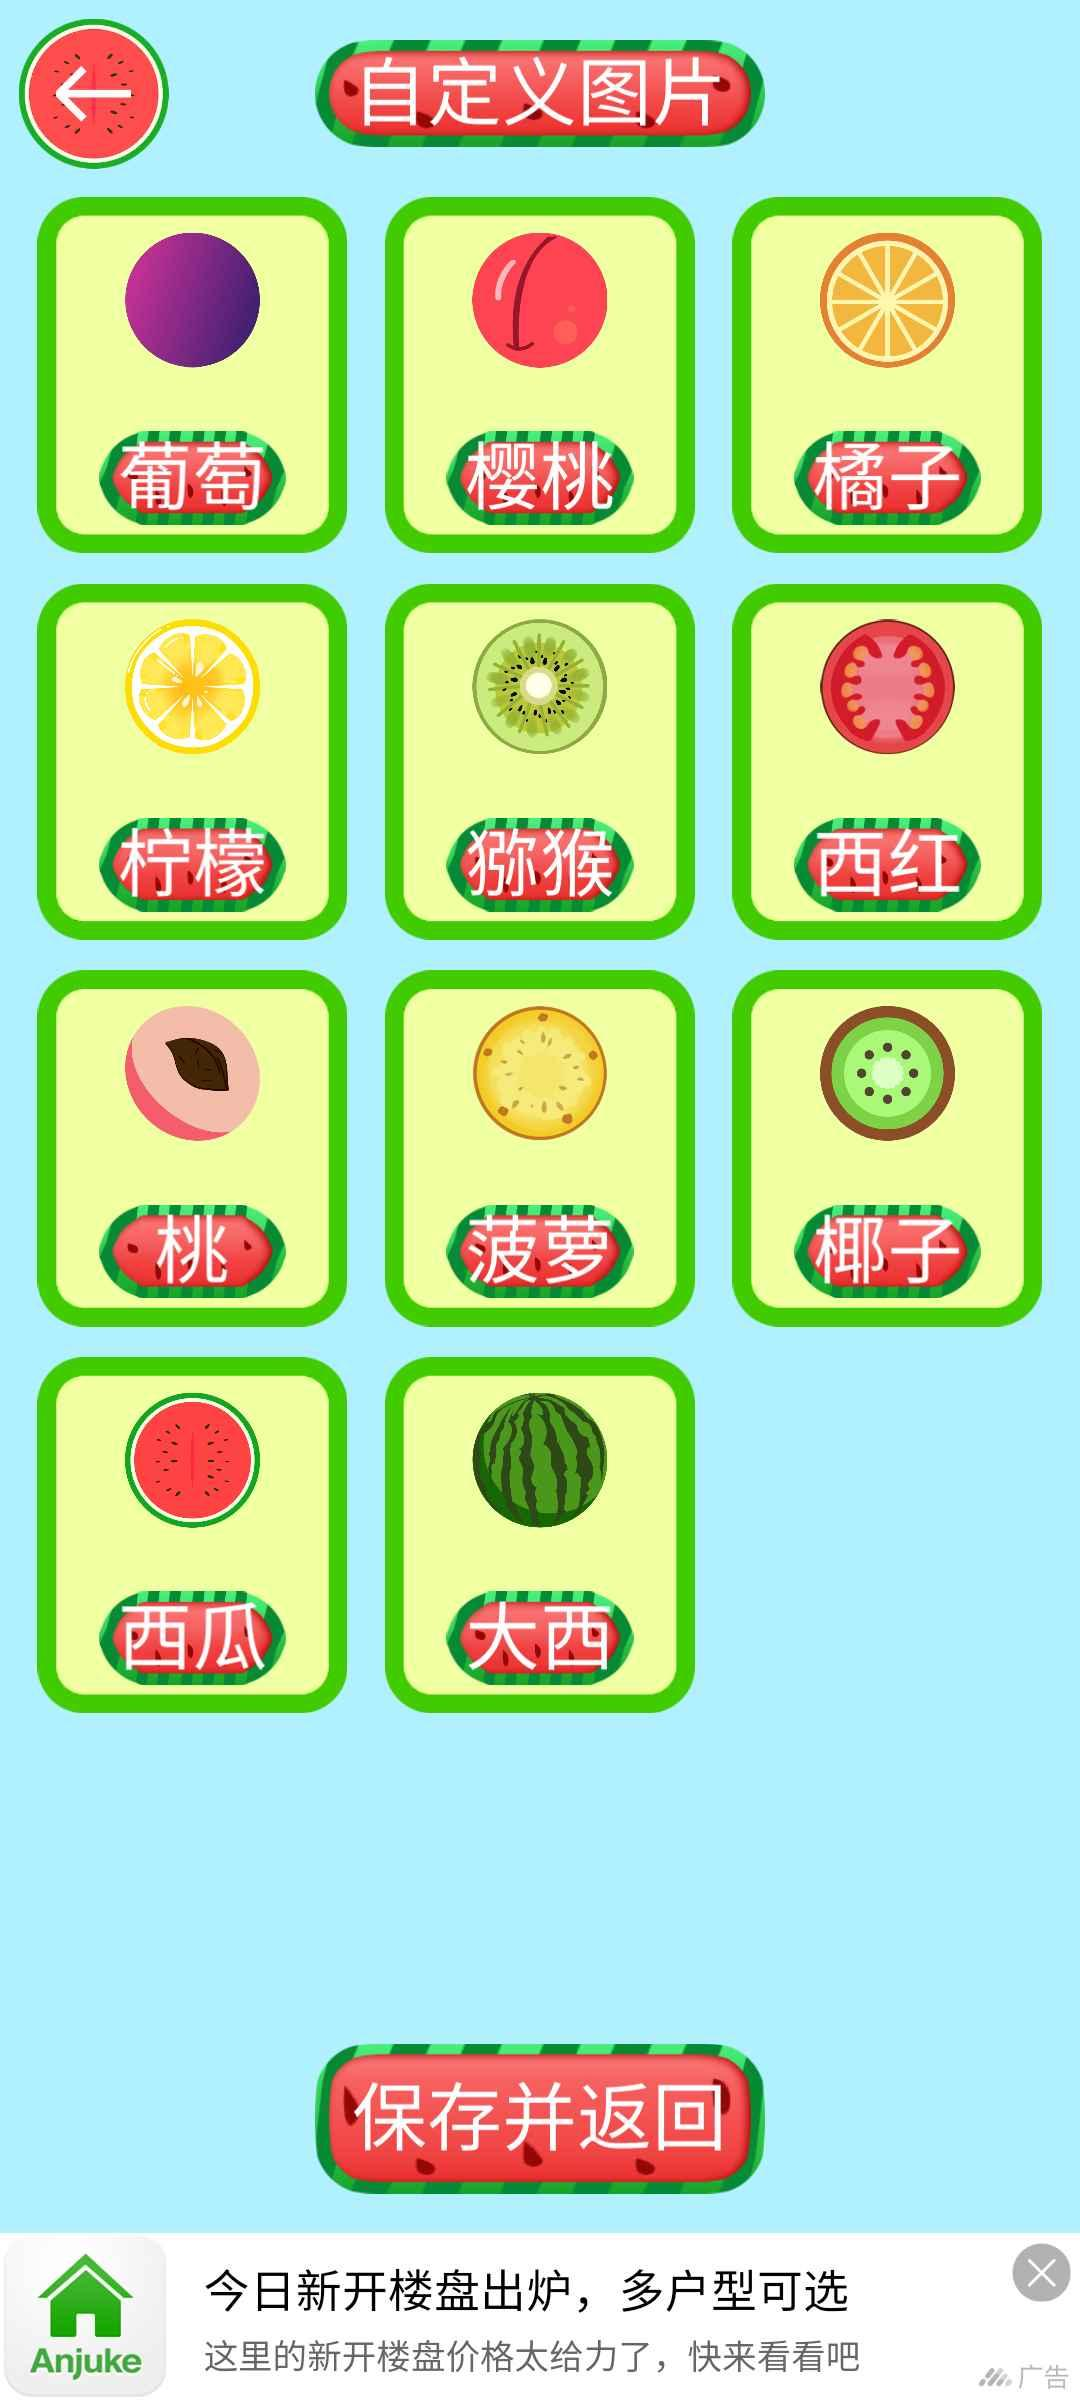 自定义图片
葡萄
樱桃
橘子
柠檬
猕猴
西红
桃
菠萝
椰子
西瓜
大西
保存并返回
Anjuke
今日新开楼盘出炉，多户型可选
这里的新开楼盘价格太给力了，快来看看吧
广告